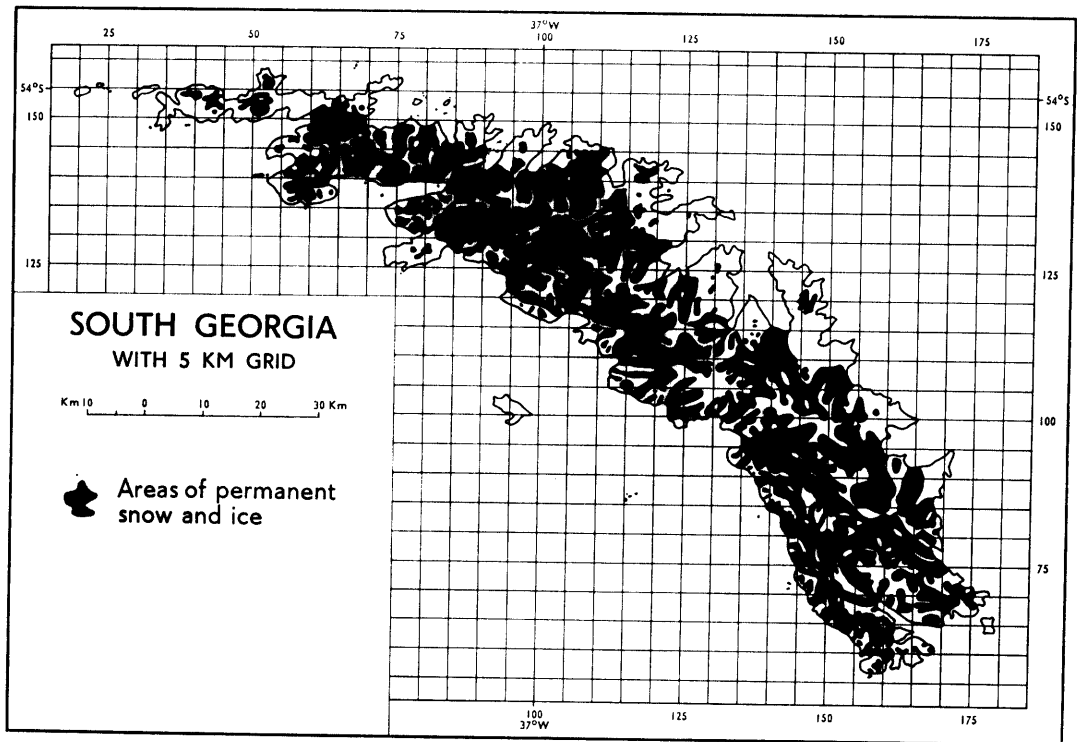 37°W
25 50 75 100 125 150 175
54°S
54°S
150
150
125
125
SOUTH GEORGIA
WITH 5 KM GRID
Km 10 0 10 20 30 Km
100
Areas of permanent
snow and ice
75
100 125 150 175
37°W